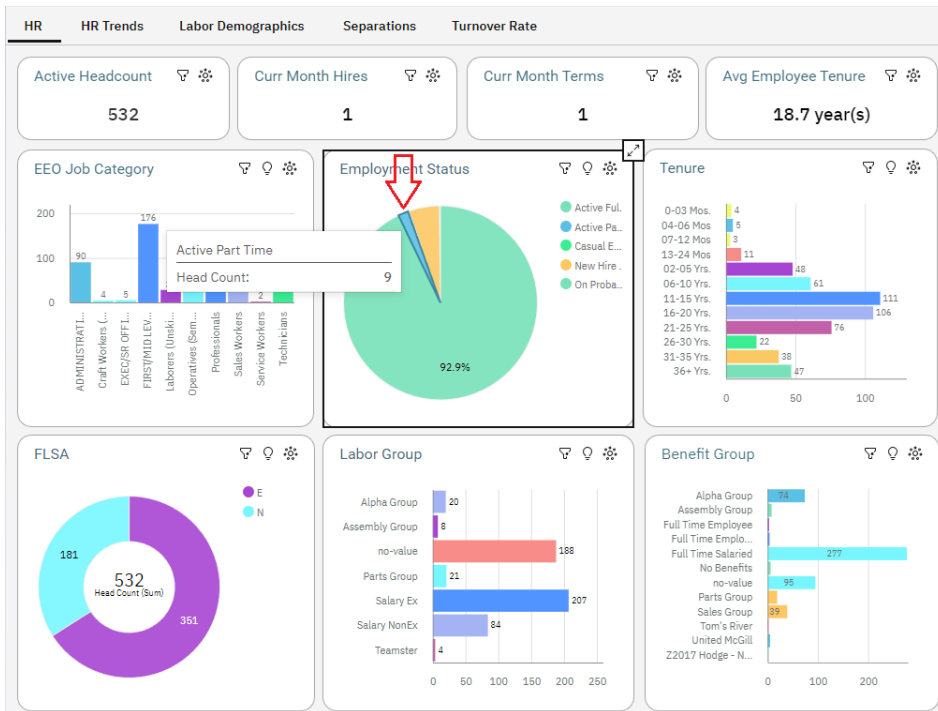 HR HR Trends Labor Demographics Separations Turnover Rate
Active Headcount
532
Curr Month Hires
1
Curr Month Terms
1
Avg Employee Tenure
18.7 year(s)
EEO Job Category
200
100
0
90
4
5
176
2
ADMINISTRATI...
Craft Workers (...
EXEC/SR OFFI...
FIRST/MID LEV...
Laborers (Unski...
Operatives (Sem...
Professionals
Sales Workers
Service Workers
Technicians
Employment Status
Active Part Time
Head Count: 9
92.9%
Active Ful.
Active Pa..
Casual E...
New Hire .
On Proba..
Tenure
0-03 Mos. 4
04-06 Mos 5
07-12 Mos 3
13-24 Mos 11
02-05 Yrs. 48
06-10 Yrs. 61
11-15 Yrs. 111
16-20 Yrs. 106
21-25 Yrs. 76
26-30 Yrs. 22
31-35 Yrs. 38
36+ Yrs. 47
0 50 100
FLSA
E
N
181
532
Head Count (Sum)
351
Labor Group
Alpha Group 20
Assembly Group 8
no-value 188
Parts Group 21
Salary Ex 207
Salary NonEx 84
Teamster 4
0 50 100 150 200 250
Benefit Group
Alpha Group 74
Assembly Group
Full Time Employee
Full Time Emplo...
Full Time Salaried 277
No Benefits
no-value 95
Parts Group
Sales Group 39
Tom's River
United McGill
Z2017 Hodge - N...
0 100 200